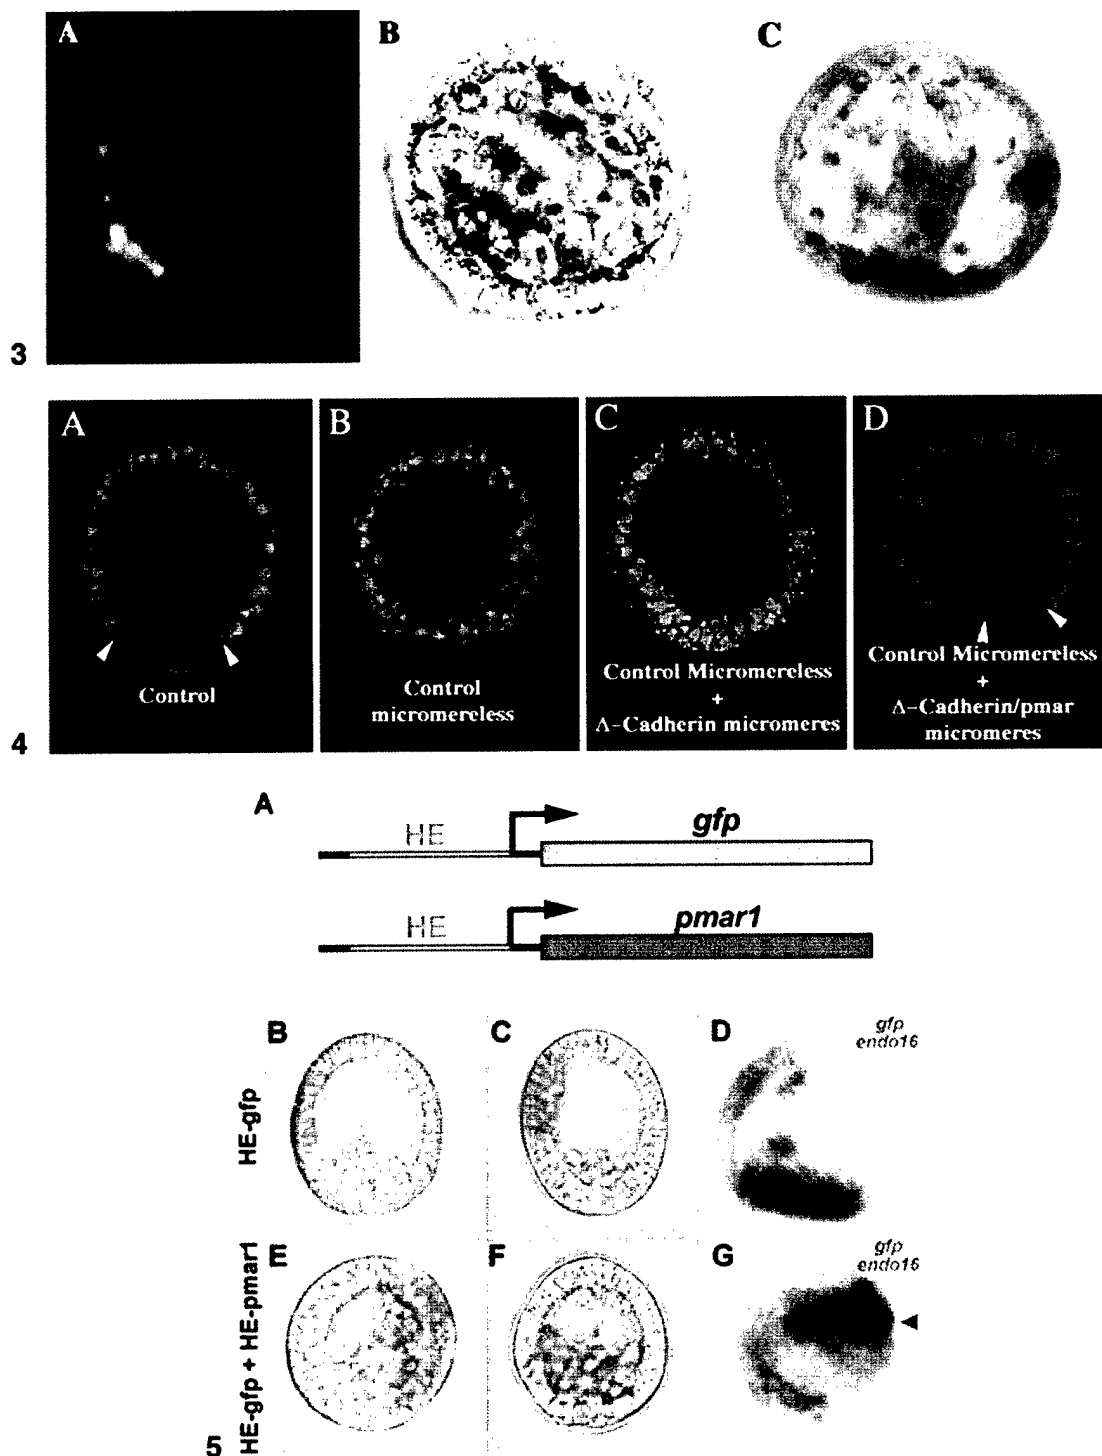 A
B
C
3
A
B
C
D
Control
Control
micromereless
Control Micromereless
+
Δ-Cadherin micromeres
Control Micromereless
+
Δ-Cadherin/pmar
micromeres
4
A
HE
gfp
HE
pmar1
B
C
D
gfp
endo16
HE-gfp
E
F
G
gfp
endo16
HE-gfp + HE-pmar1
5